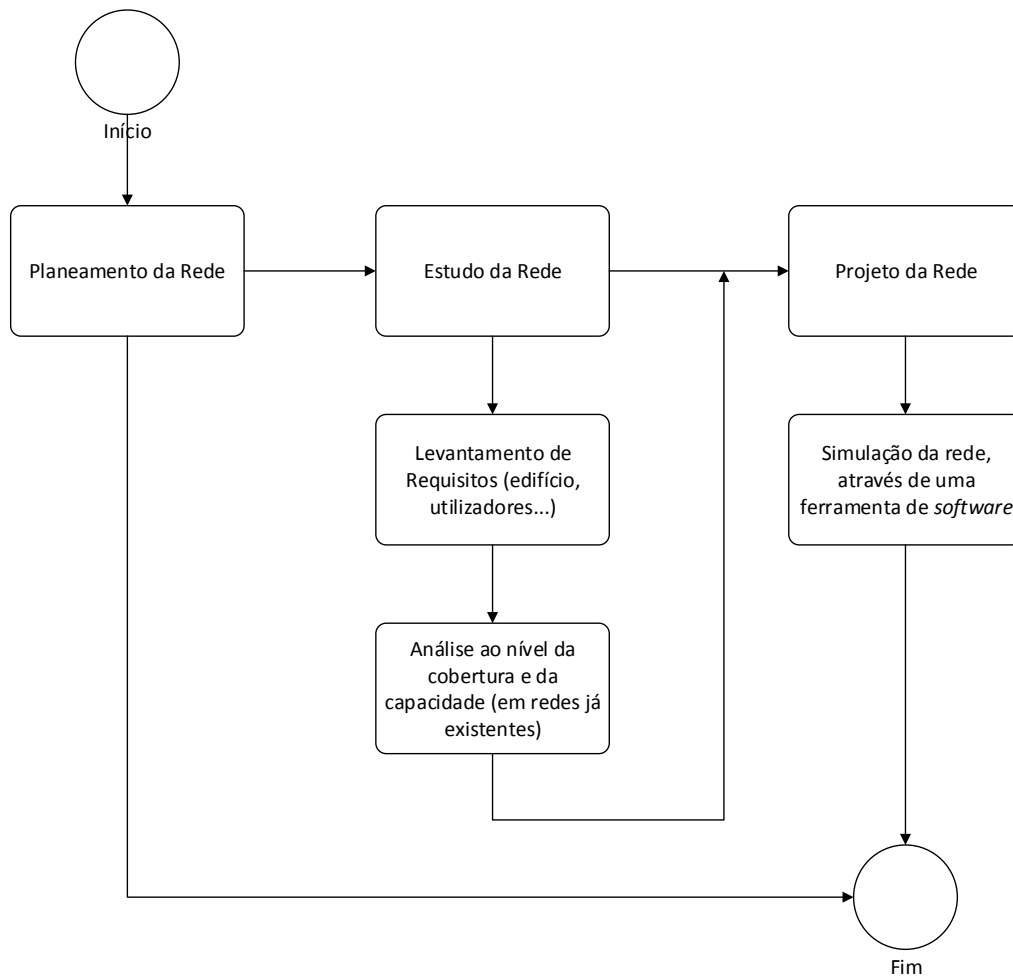 Início
Planeamento da Rede
Estudo da Rede
Projeto da Rede
Levantamento de
Requisitos (edifício,
utilizadores...)
Simulação da rede,
através de uma
ferramenta de software
Análise ao nível da
cobertura e da
capacidade (em redes já
existentes)
Fim